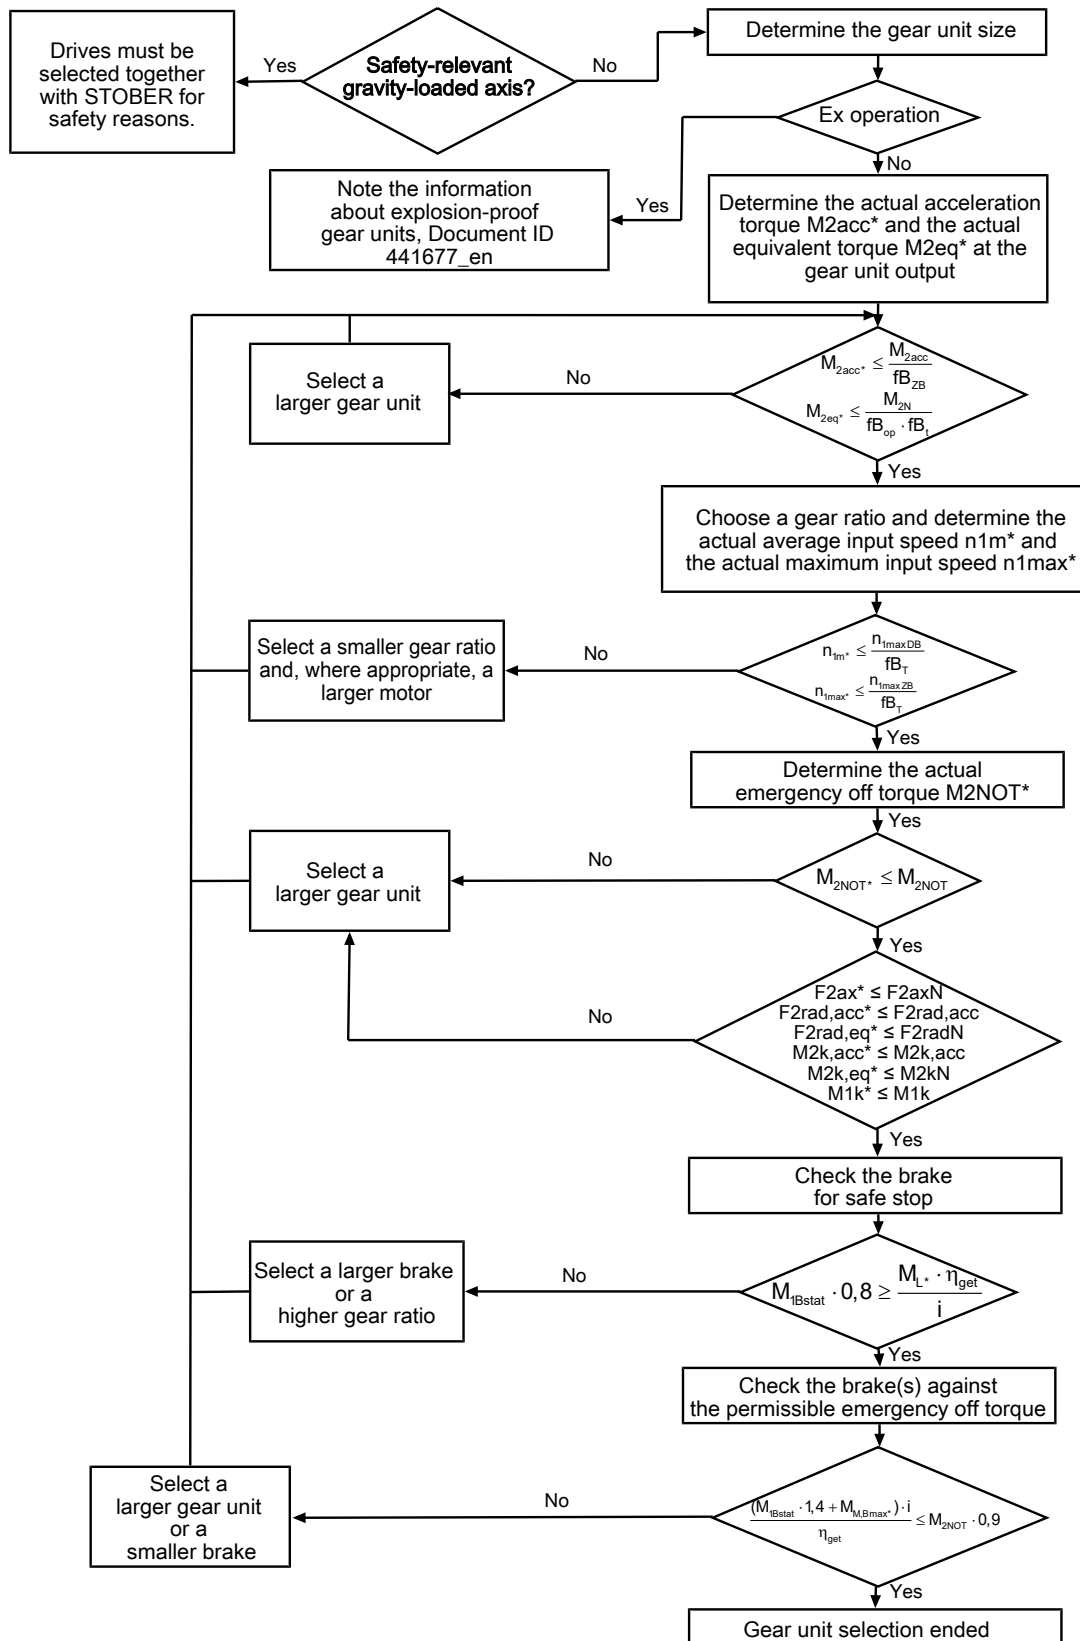 Drives must be
selected together
with STOBER for
safety reasons.
Yes
Safety-relevant
gravity-loaded axis?
No
Determine the gear unit size
Ex operation
Yes
No
Note the information
about explosion-proof
gear units, Document ID
441677_en
Determine the actual acceleration
torque M2acc* and the actual
equivalent torque M2eq* at the
gear unit output
M2acc* ≤ M2acc / fBZB
M2eq* ≤ M2N / fBop · fBt
No
Select a
larger gear unit
Yes
Choose a gear ratio and determine the
actual average input speed n1m* and
the actual maximum input speed n1max*
n1m* ≤ n1maxDB / fBT
n1max* ≤ n1maxZB / fBT
No
Select a smaller gear ratio
and, where appropriate, a
larger motor
Yes
Determine the actual
emergency off torque M2NOT*
Yes
M2NOT* ≤ M2NOT
No
Select a
larger gear unit
Yes
F2ax* ≤ F2axN
F2rad,acc* ≤ F2rad,acc
F2rad,eq* ≤ F2radN
M2k,acc* ≤ M2k,acc
M2k,eq* ≤ M2kN
M1k* ≤ M1k
No
Yes
Check the brake
for safe stop
M1Bstat · 0,8 ≥ ML* · ηget / i
No
Select a larger brake
or a
higher gear ratio
Yes
Check the brake(s) against
the permissible emergency off torque
(M1Bstat · 1,4 + MM,Bmax*) · i / ηget ≤ M2NOT · 0,9
No
Select a
larger gear unit
or a
smaller brake
Yes
Gear unit selection ended